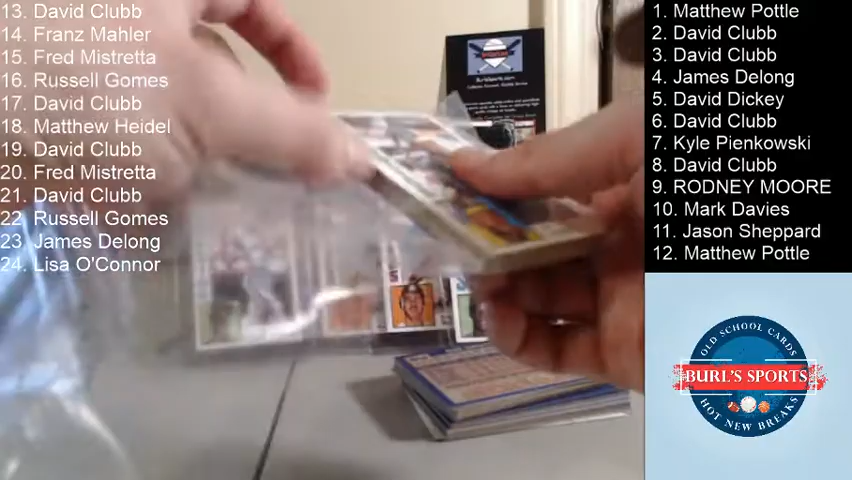 13. David Clubb
14. Franz Mahler
15. Fred Mistretta
16. Russell Gomes
17. David Clubb
18. Matthew Heidel
19. David Clubb
20. Fred Mistretta
21. David Clubb
22. Russell Gomes
23. James Delong
24. Lisa O'Connor
1. Matthew Pottle
2. David Clubb
3. David Clubb
4. James Delong
5. David Dickey
6. David Clubb
7. Kyle Pienkowski
8. David Clubb
9. RODNEY MOORE
10. Mark Davies
11. Jason Sheppard
12. Matthew Pottle
OLD SCHOOL CARDS
BURL'S SPORTS
HOT NEW BREAKS